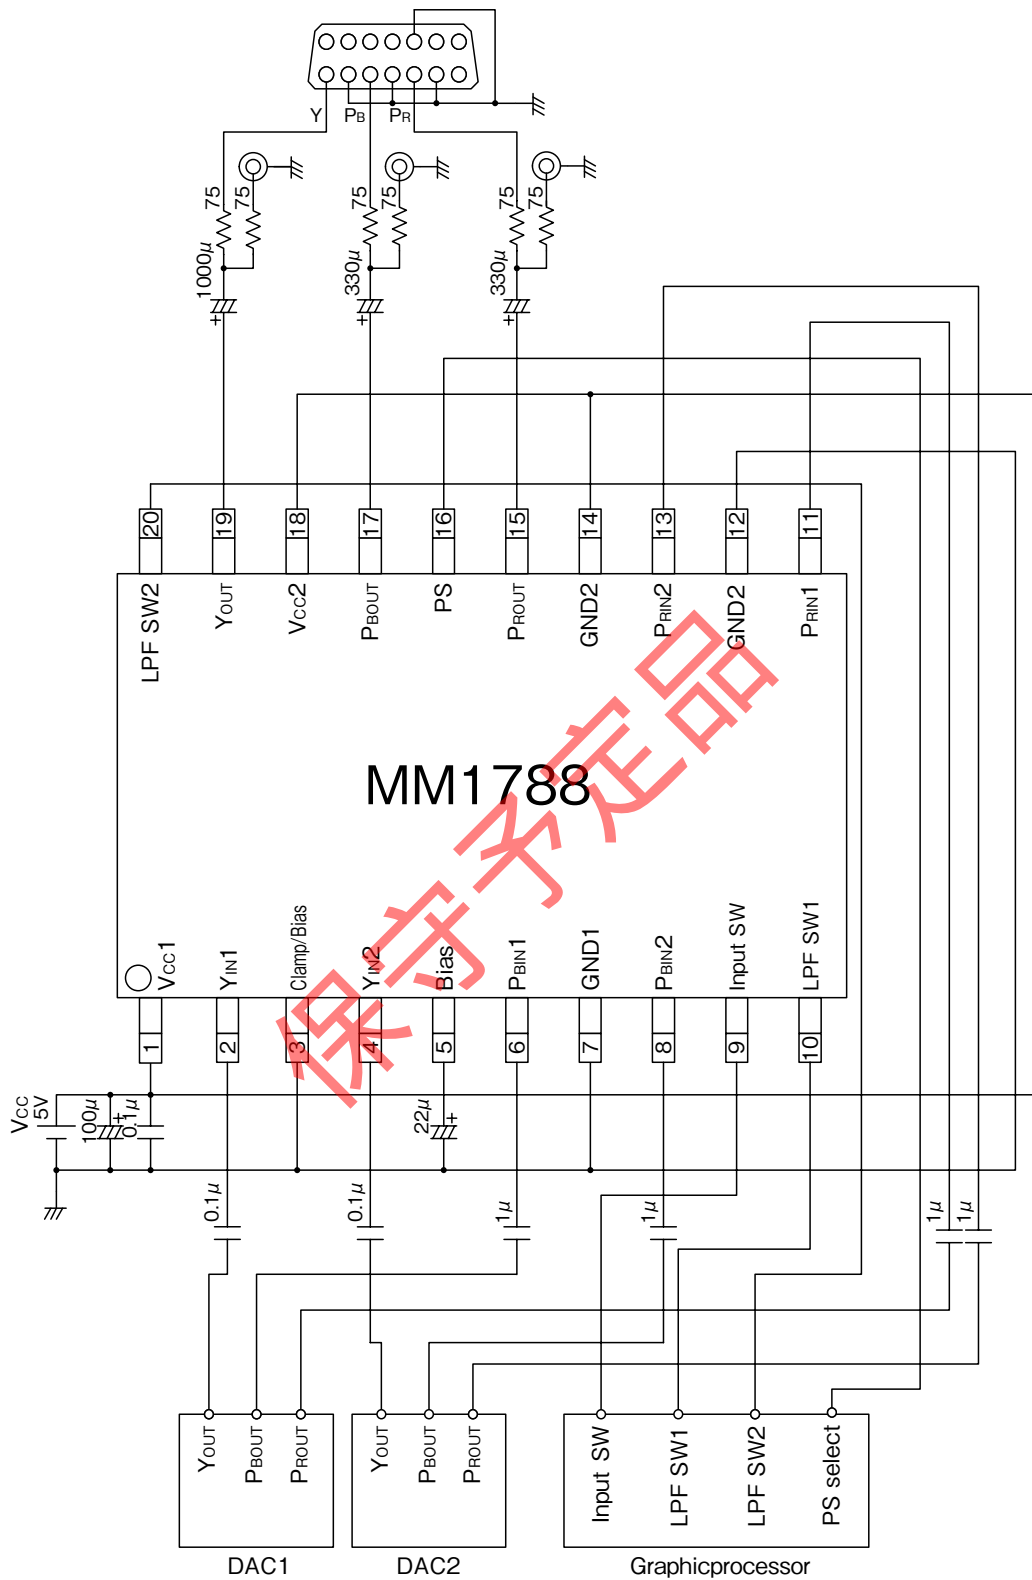 Y
PB
PR
75
75
75
75
75
75
1000μ
330μ
330μ
+
+
+
20
19
18
17
16
15
14
13
12
11
LPF SW2
YOUT
VCC2
PBOUT
PS
PROUT
GND2
PRIN2
GND2
PRIN1
MM1788
保守予定品
VCC1
YIN1
Clamp/Bias
YIN2
Bias
PBIN1
GND1
PBIN2
Input SW
LPF SW1
1
2
3
4
5
6
7
8
9
10
VCC
5V
100μ
+
0.1μ
22μ
+
0.1μ
0.1μ
1μ
1μ
1μ
1μ
YOUT
PBOUT
PROUT
YOUT
PBOUT
PROUT
Input SW
LPF SW1
LPF SW2
PS select
DAC1
DAC2
Graphicprocessor